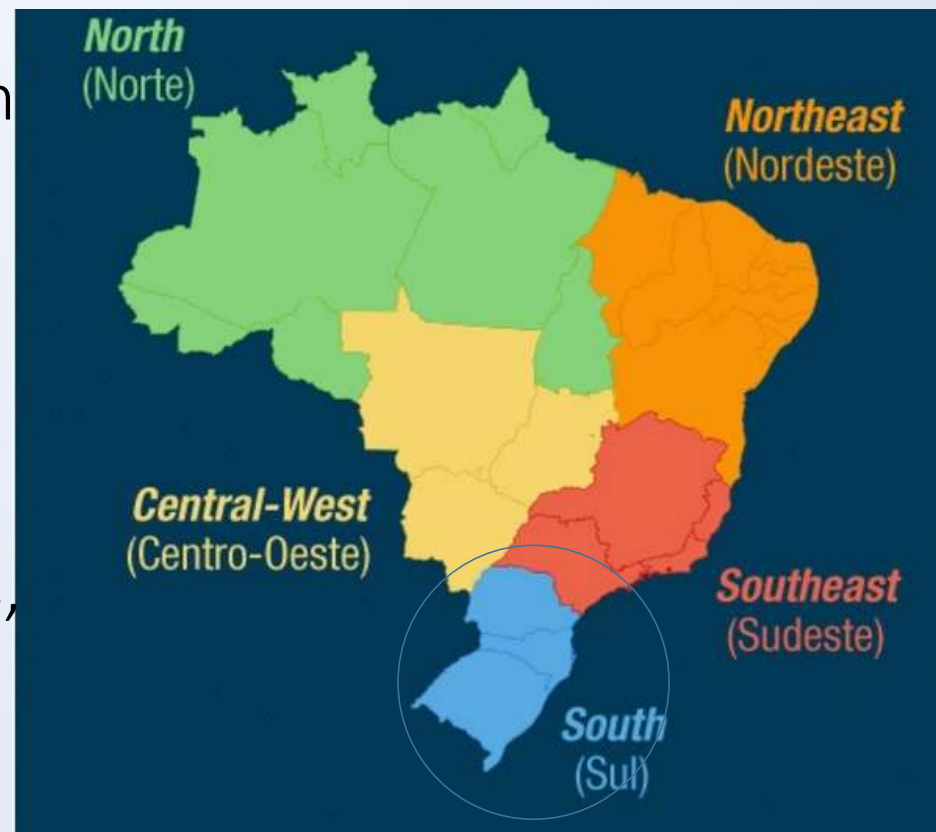 North
(Norte)
Northeast
(Nordeste)
Central-West
(Centro-Oeste)
Southeast
(Sudeste)
South
(Sul)